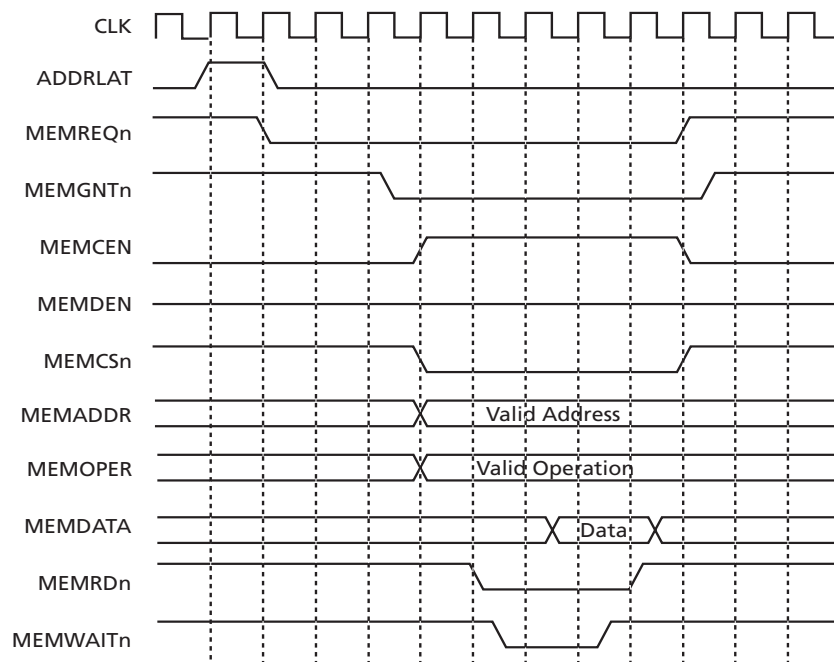 CLK
ADDRLAT
MEMREQn
MEMGNTn
MEMCEN
MEMDEN
MEMCSn
MEMADDR
Valid Address
MEMOPER
Valid Operation
MEMDATA
Data
MEMRDn
MEMWAITn